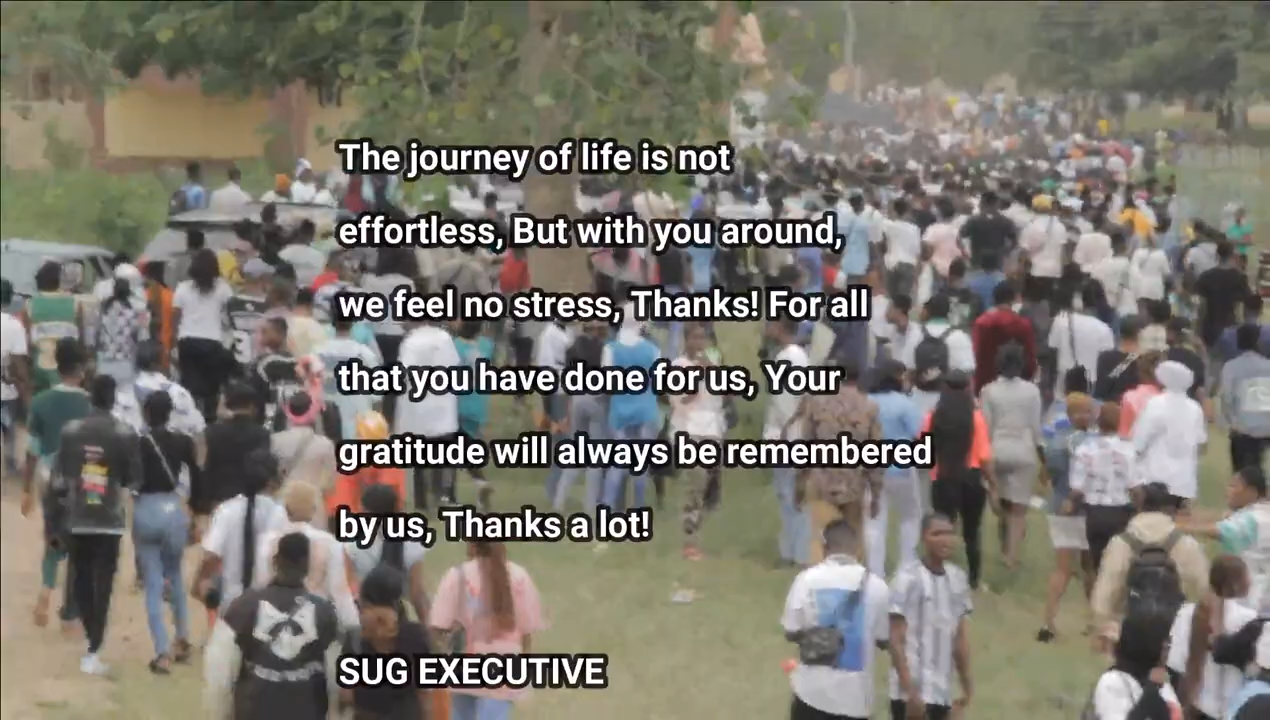 The journey of life is not
effortless, But with you around,
we feel no stress, Thanks! For all
that you have done for us, Your
gratitude will always be remembered
by us, Thanks a lot!
SUG EXECUTIVE